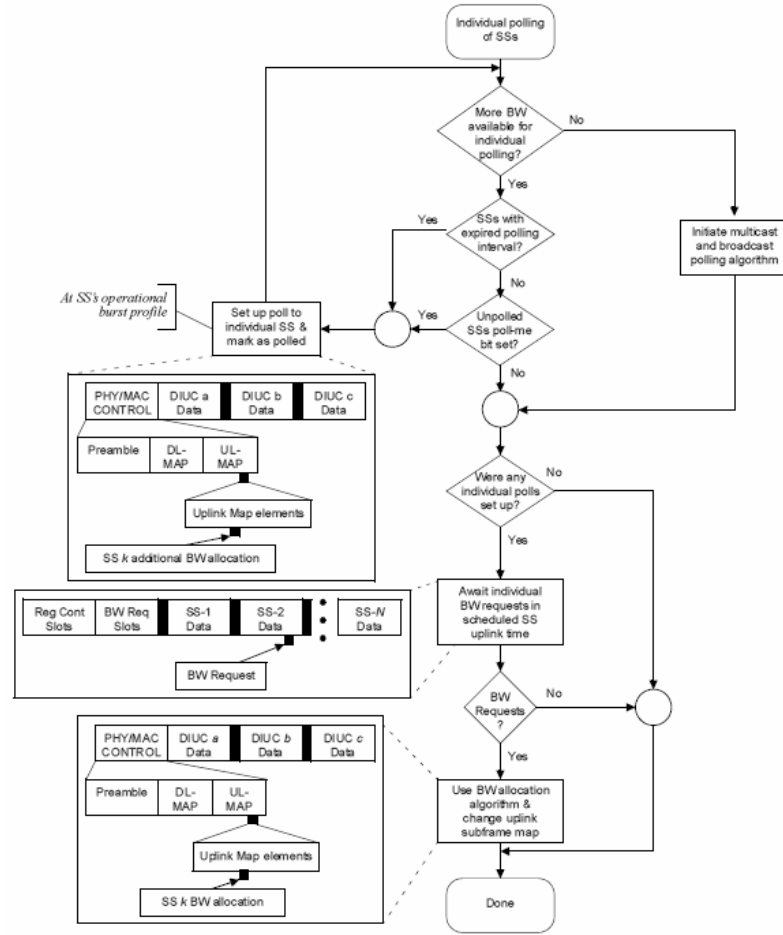 Individual polling
of SSs
More BW
available for
individual
polling?
No
Yes
SSs with
expired polling
interval?
Yes
No
Initiate multicast
and broadcast
polling algorithm
At SS's operational
burst profile
Set up poll to
individual SS &
mark as polled
Yes
Unpolled
SSs poll-me
bit set?
No
PHY/MAC
CONTROL
DIUC a
Data
DIUC b
Data
DIUC c
Data
Preamble
DL-
MAP
UL-
MAP
Uplink Map elements
SS k additional BW allocation
Were any
individual polls
set up?
No
Yes
Reg Cont
Slots
BW Req
Slots
SS-1
Data
SS-2
Data
SS-N
Data
BW Request
Await individual
BW requests in
scheduled SS
uplink time
BW
Requests
?
No
Yes
PHY/MAC
CONTROL
DIUC a
Data
DIUC b
Data
DIUC c
Data
Preamble
DL-
MAP
UL-
MAP
Uplink Map elements
SS k BW allocation
Use BW allocation
algorithm &
change uplink
subframe map
Done